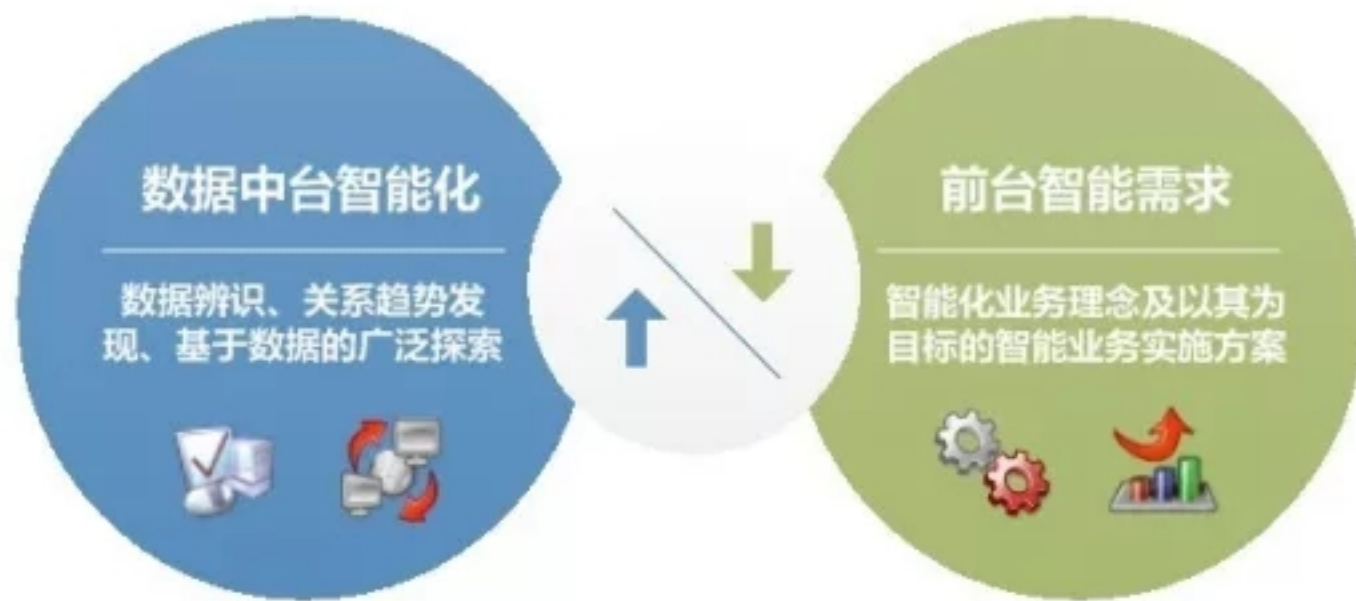 数据中台智能化
数据辨识、关系趋势发
现、基于数据的广泛探索
前台智能需求
智能化业务理念及以其为
目标的智能业务实施方案